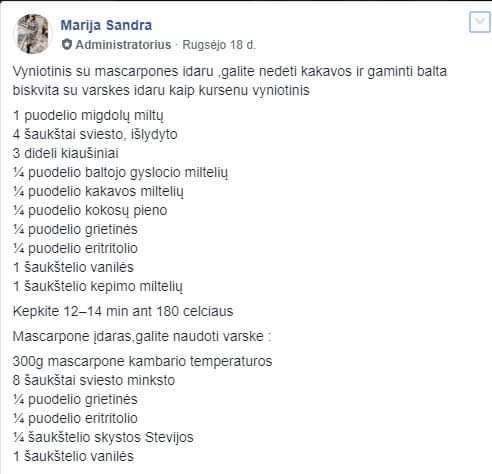 Marija Sandra
Administratorius · Rugsėjo 18 d.
Vyniotinis su mascarpones idaru ,galite nedeti kakavos ir gaminti balta
biskvita su varskes idaru kaip kursenu vyniotinis
1 puodelio migdolų miltų
4 šaukštai sviesto, išlydyto
3 dideli kiaušiniai
¼ puodelio baltojo gyslocio miltelių
¼ puodelio kakavos miltelių
¼ puodelio kokosų pieno
¼ puodelio grietinės
¼ puodelio eritritolio
1 šaukštelio vanilės
1 šaukštelio kepimo miltelių
Kepkite 12–14 min ant 180 celciaus
Mascarpone įdaras,galite naudoti varske :
300g mascarpone kambario temperaturos
8 šaukštai sviesto minksto
¼ puodelio grietinės
¼ puodelio eritritolio
¼ šaukštelio skystos Stevijos
1 šaukštelio vanilės